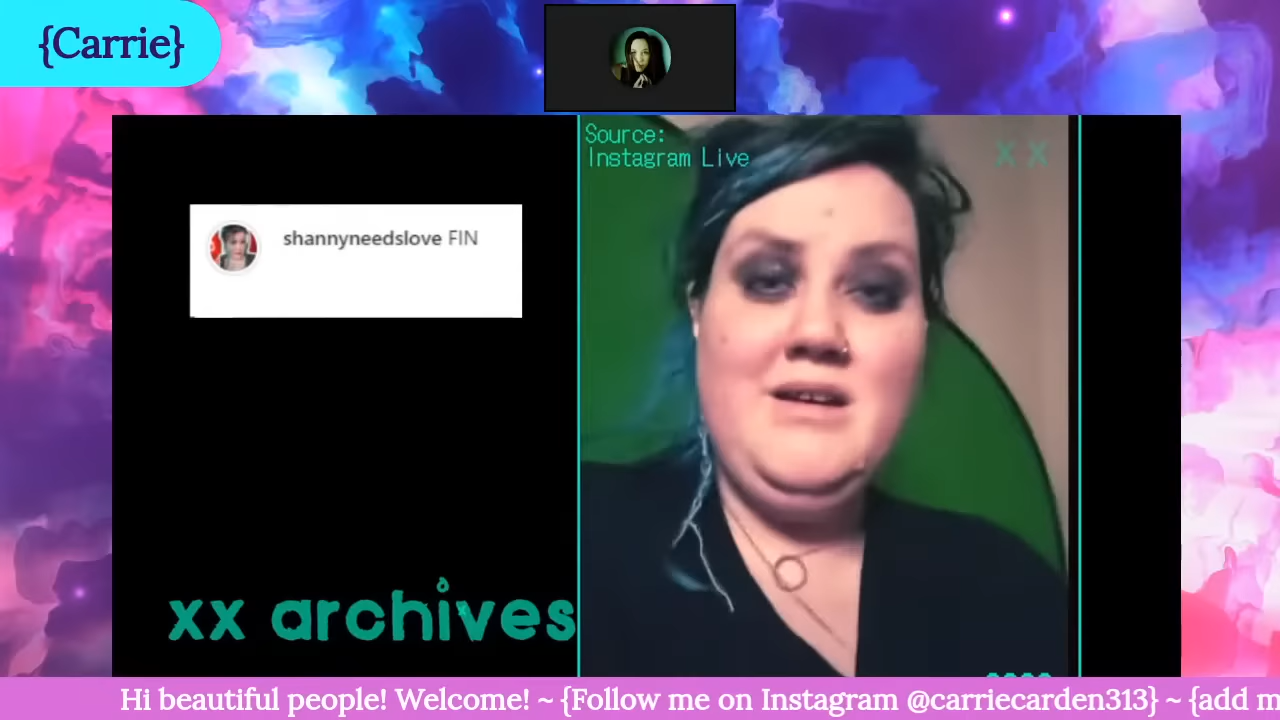 {Carrie}
Source:
Instagram Live
X X
shannyneedslove FIN
xx archives
Hi beautiful people! Welcome! ~ {Follow me on Instagram @carriecarden313} ~ {add m